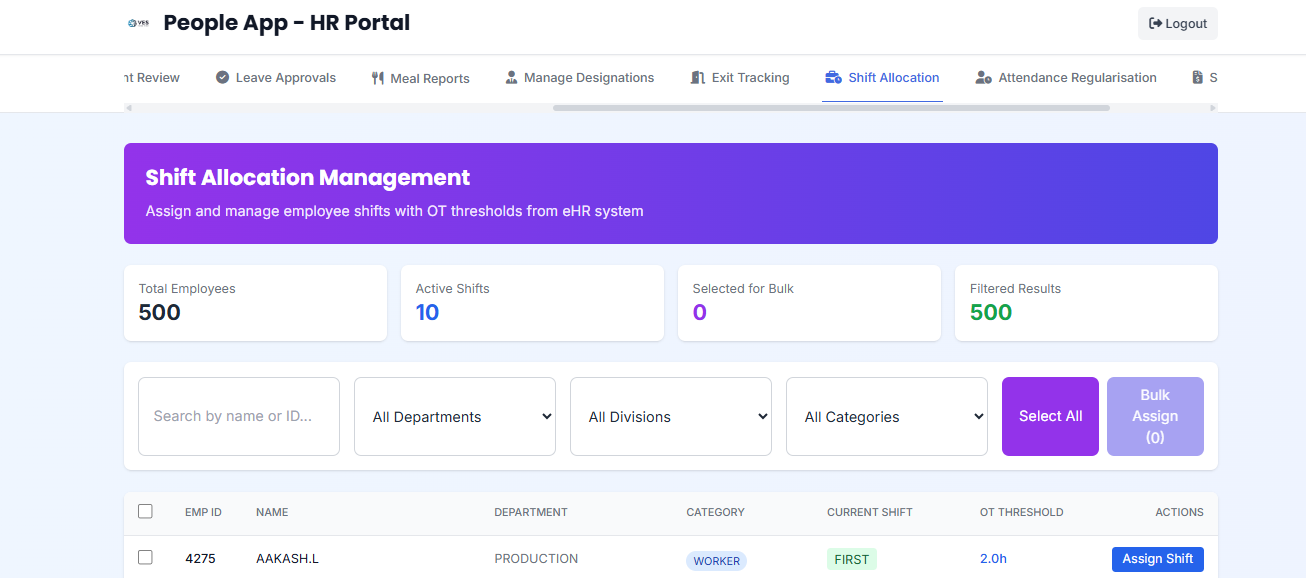 VES People App - HR Portal Logout
nt Review Leave Approvals Meal Reports Manage Designations Exit Tracking Shift Allocation Attendance Regularisation S
Shift Allocation Management
Assign and manage employee shifts with OT thresholds from eHR system
Total Employees Active Shifts Selected for Bulk Filtered Results
500 10 0 500
Search by name or ID... All Departments All Divisions All Categories Select All
Bulk
Assign
(0)
EMP ID NAME DEPARTMENT CATEGORY CURRENT SHIFT OT THRESHOLD ACTIONS
4275 AAKASH.L PRODUCTION WORKER FIRST 2.0h Assign Shift